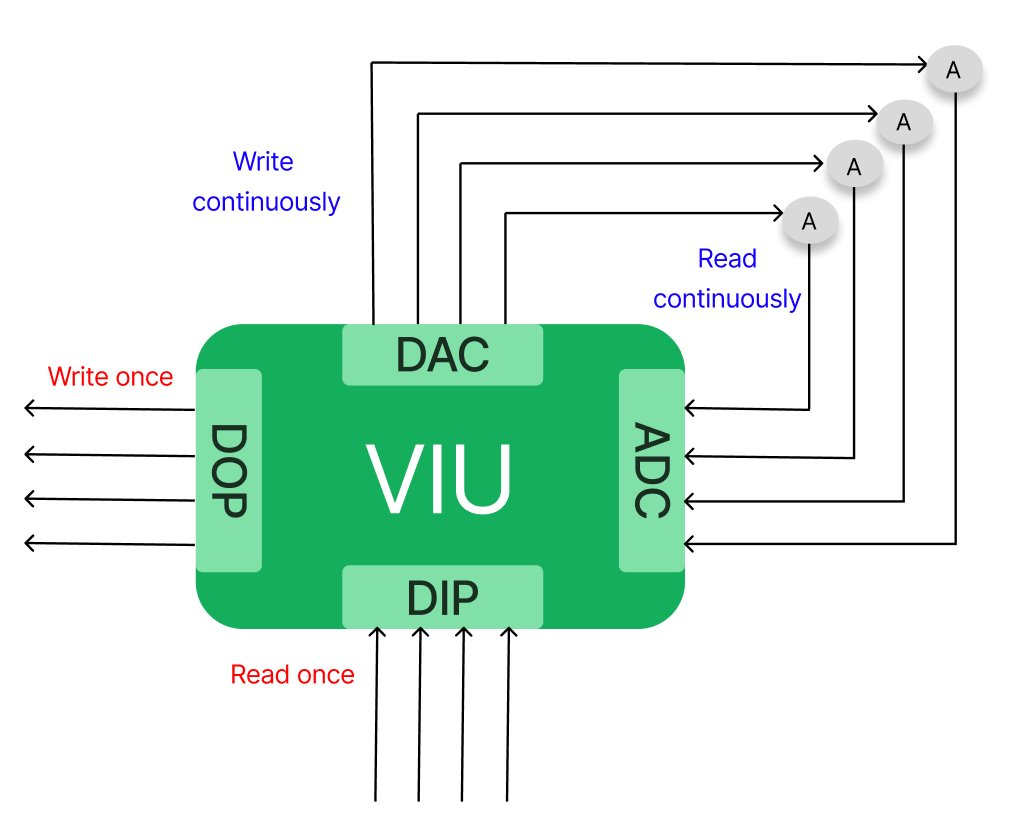 A
A
Write
continuously
A
A
Read
continuously
DAC
Write once
DOP
VIU
ADC
DIP
Read once